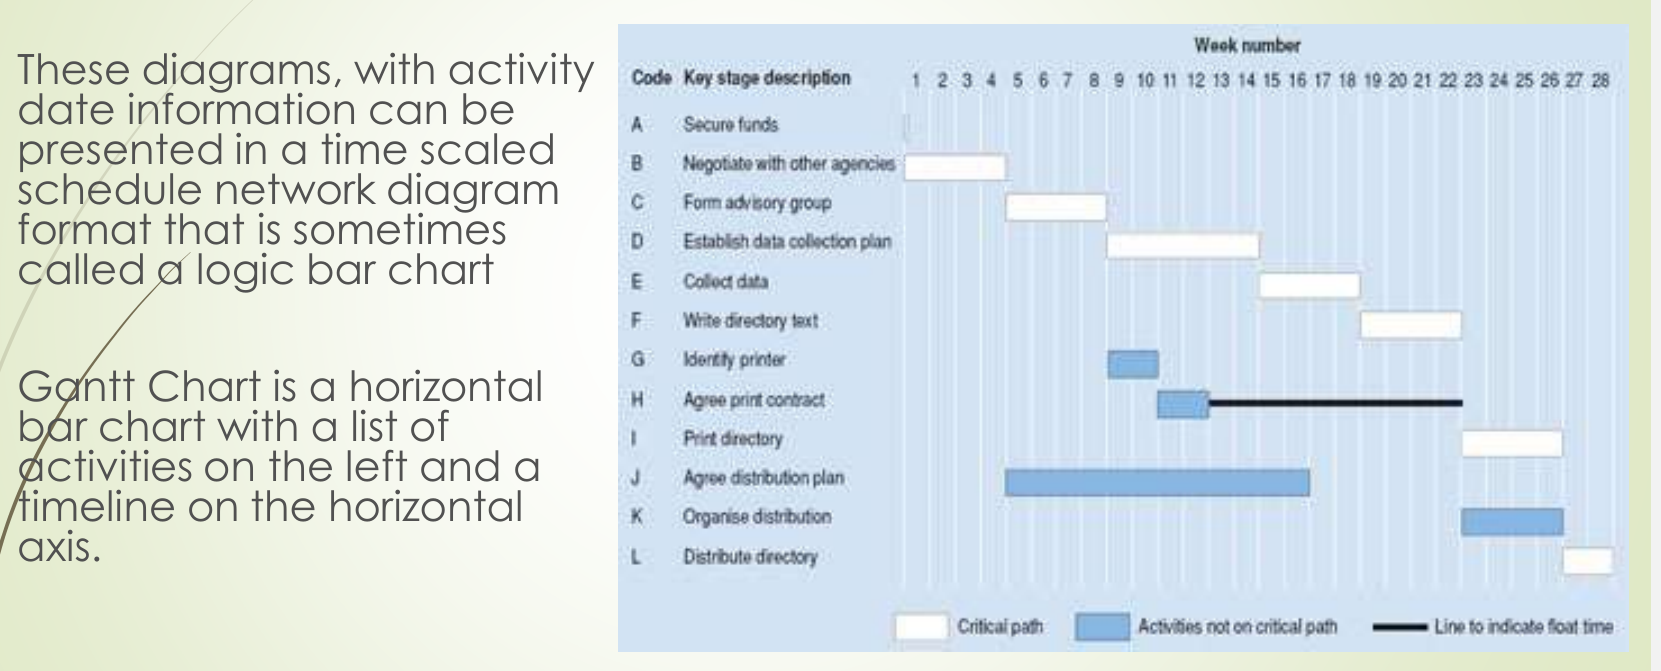 These diagrams, with activity
date information can be
presented in a time scaled
schedule network diagram
format that is sometimes
called a logic bar chart
Gantt Chart is a horizontal
bar chart with a list of
activities on the left and a
timeline on the horizontal
axis.
Week number
Code Key stage description 1 2 3 4 5 6 7 8 9 10 11 12 13 14 15 16 17 18 19 20 21 22 23 24 25 26 27 28
A Secure funds
B Negotiate with other agencies
C Form advisory group
D Establish data collection plan
E Collect data
F Write directory text
G Identify printer
H Agree print contract
I Print directory
J Agree distribution plan
K Organise distribution
L Distribute directory
Critical path Activities not on critical path Line to indicate float time